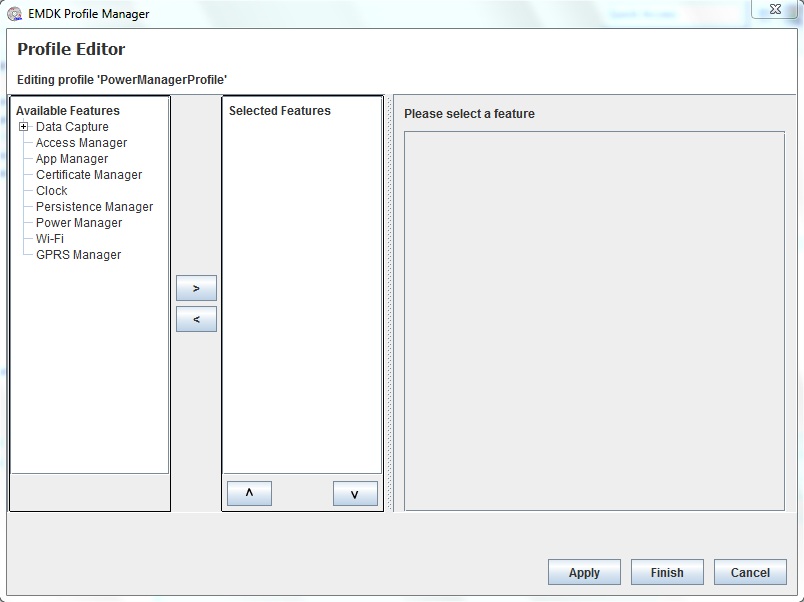 EMDK Profile Manager
Profile Editor
Editing profile 'PowerManagerProfile'
Available Features
Data Capture
Access Manager
App Manager
Certificate Manager
Clock
Persistence Manager
Power Manager
Wi-Fi
GPRS Manager
>
<
Selected Features
^
v
Please select a feature
Apply
Finish
Cancel